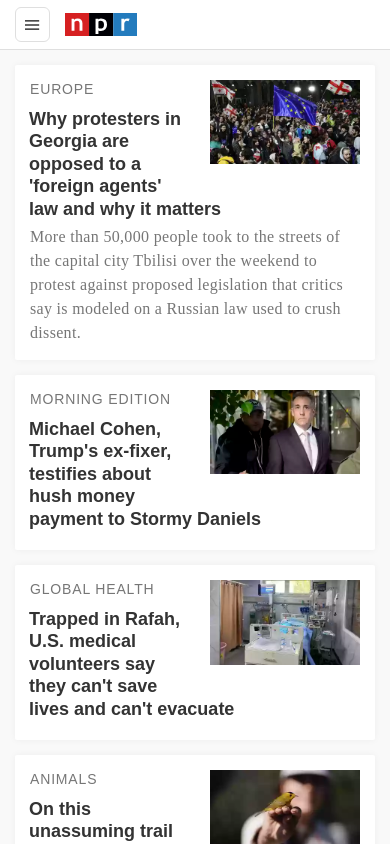 npr
EUROPE
Why protesters in
Georgia are
opposed to a
'foreign agents'
law and why it matters
More than 50,000 people took to the streets of
the capital city Tbilisi over the weekend to
protest against proposed legislation that critics
say is modeled on a Russian law used to crush
dissent.
MORNING EDITION
Michael Cohen,
Trump's ex-fixer,
testifies about
hush money
payment to Stormy Daniels
GLOBAL HEALTH
Trapped in Rafah,
U.S. medical
volunteers say
they can't save
lives and can't evacuate
ANIMALS
On this
unassuming trail